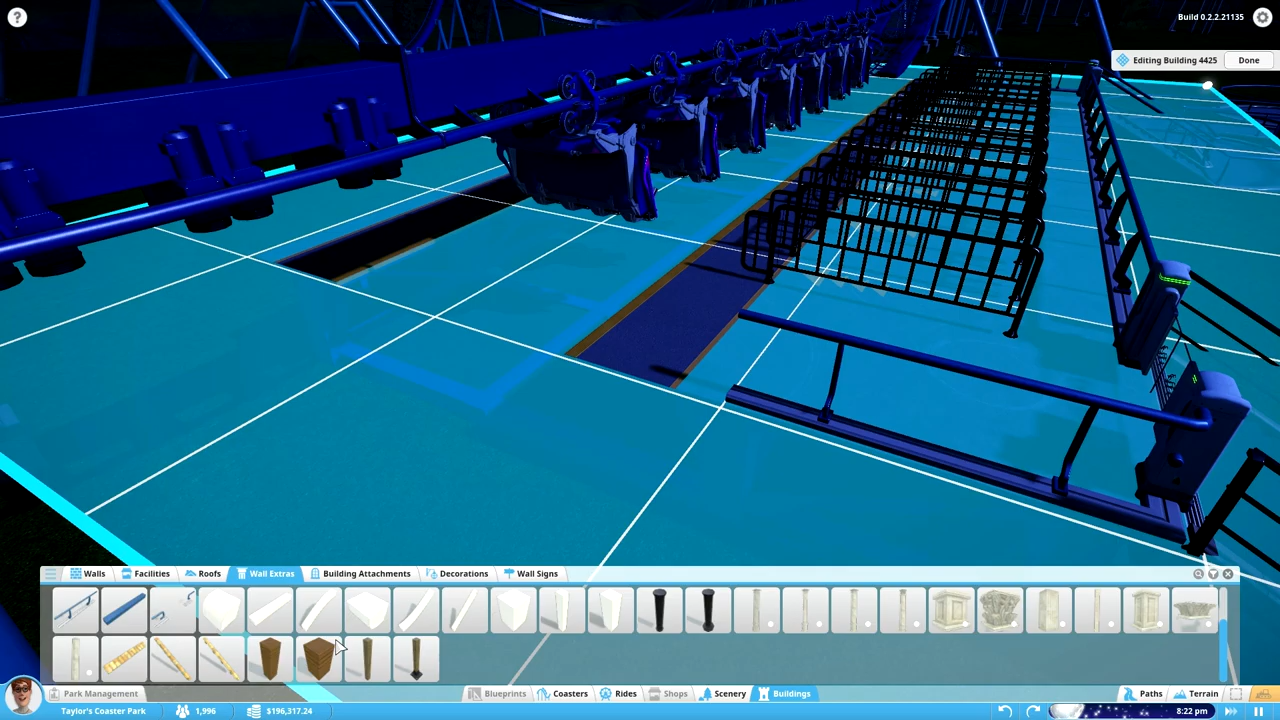 ?
Build 0.2.2.21135
Editing Building 4425
Done
Walls
Facilities
Roofs
Wall Extras
Building Attachments
Decorations
Wall Signs
Park Management
Blueprints
Coasters
Rides
Shops
Scenery
Buildings
Paths
Terrain
Taylor's Coaster Park
1,996
$196,317.24
8:22 pm